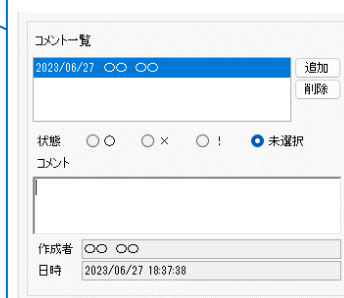 コメント一覧
2023/06/27 ○○ ○○
追加
削除
状態 ○ × ! 未選択
コメント
作成者 ○○ ○○
日時 2023/06/27 18:37:38